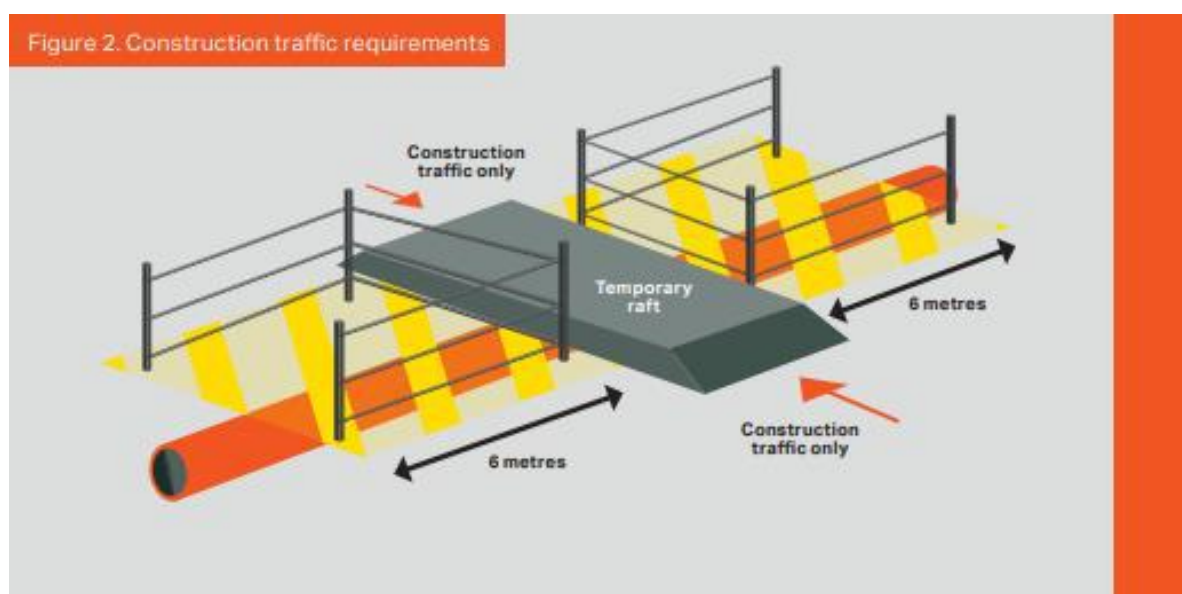 Figure 2. Construction traffic requirements
Construction
traffic only
Temporary
raft
6 metres
Construction
traffic only
6 metres